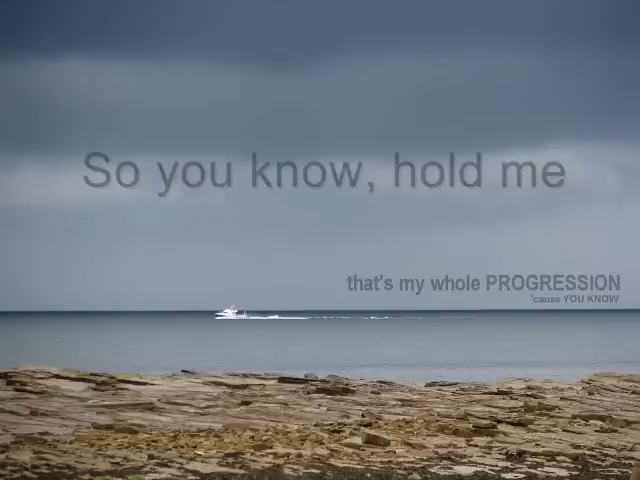 So you know, hold me
that's my whole PROGRESSION
'cause YOU KNOW